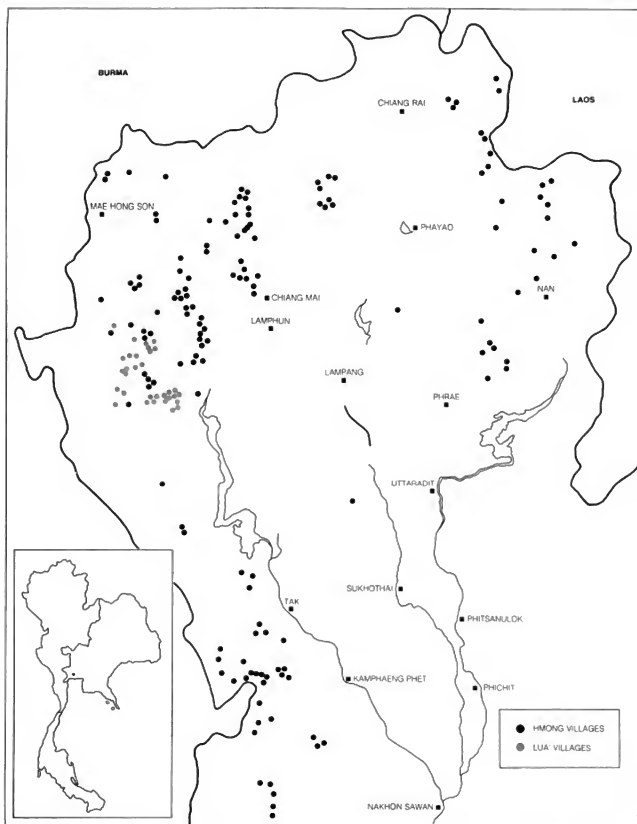 BURMA
LAOS
CHIANG RAI
MAE HONG SON
PHAYAO
CHIANG MAI
NAN
LAMPHUN
LAMPANG
PHRAE
UTTARADIT
SUKHOTHAI
TAK
PHITSANULOK
KAMPHAENG PHET
PHICHIT
HMONG VILLAGES
LUA' VILLAGES
NAKHON SAWAN